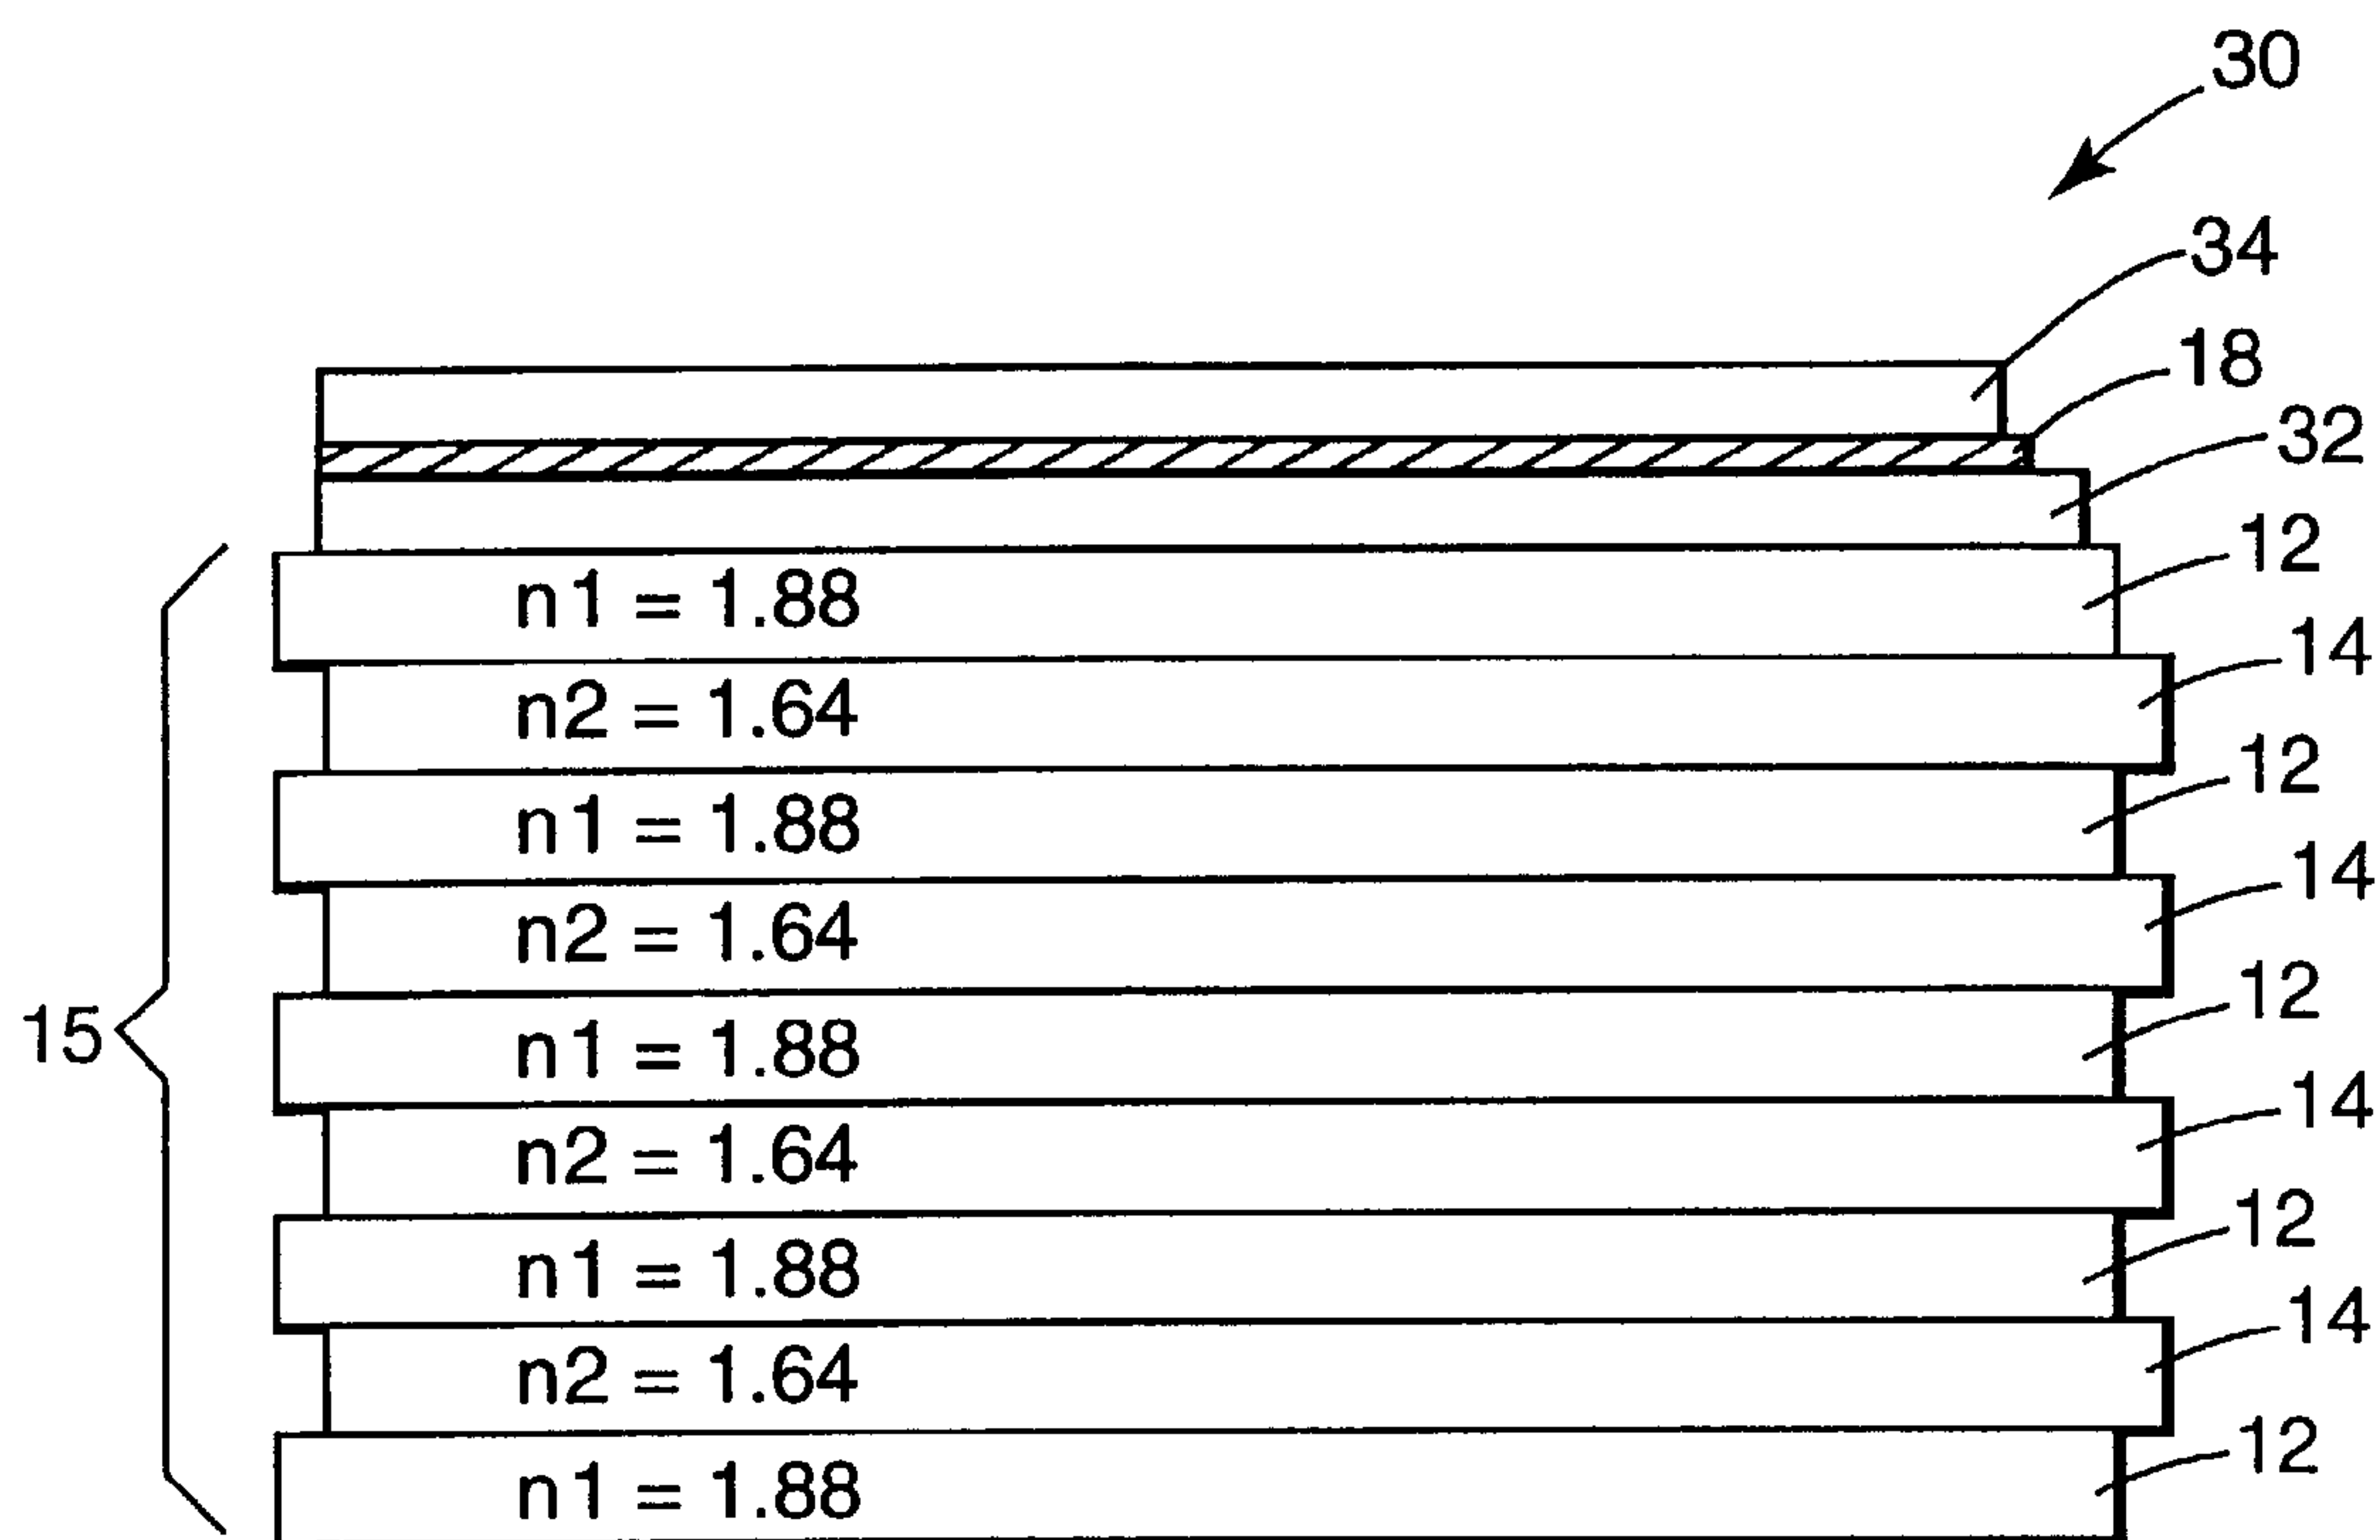 30
34
18
32
12
n1 = 1.88
14
n2 = 1.64
12
n1 = 1.88
14
n2 = 1.64
12
n1 = 1.88
15
14
n2 = 1.64
12
n1 = 1.88
14
n2 = 1.64
12
n1 = 1.88